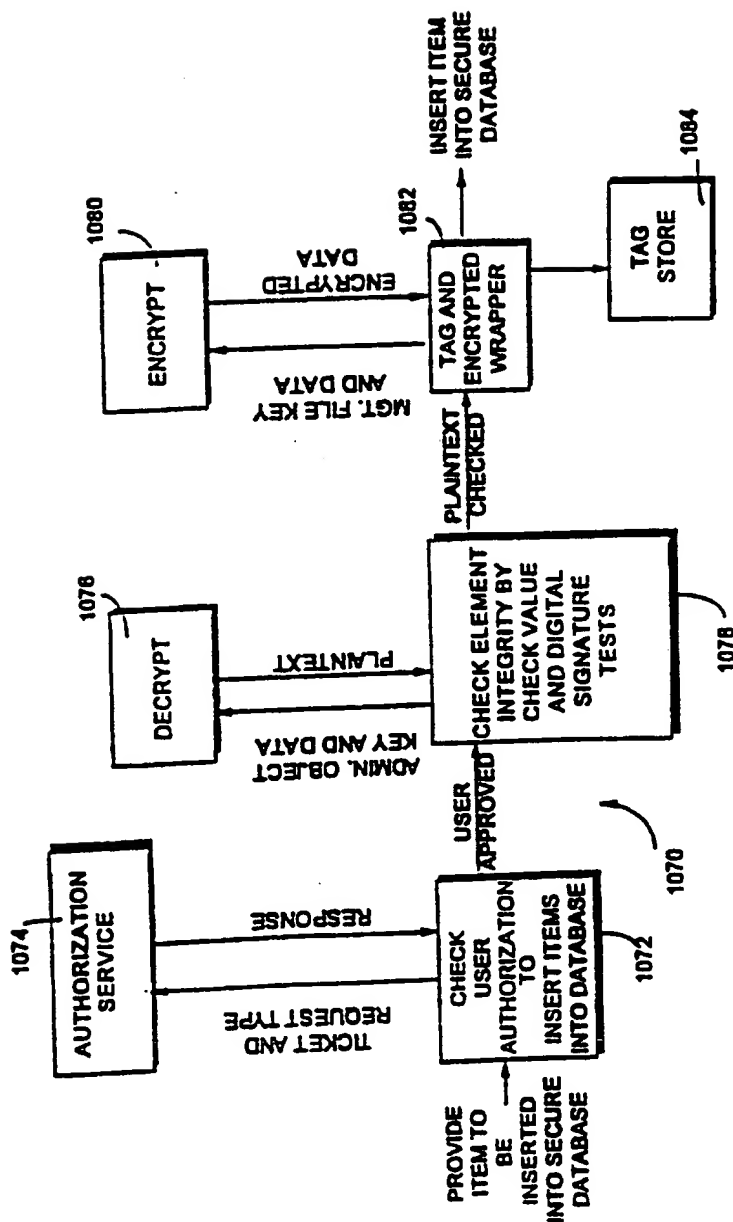 1074
AUTHORIZATION
SERVICE
TICKET AND
REQUEST TYPE
RESPONSE
PROVIDE
ITEM TO
BE
INSERTED
INTO SECURE
DATABASE
CHECK
USER
AUTHORIZATION
TO
INSERT ITEMS
INTO DATABASE
1072
1070
USER
APPROVED
1076
DECRYPT
ADMIN. OBJECT
KEY AND DATA
PLAINTEXT
CHECK ELEMENT
INTEGRITY BY
CHECK VALUE
AND DIGITAL
SIGNATURE
TESTS
1078
PLAINTEXT
CHECKED
1080
ENCRYPT
MGT. FILE KEY
AND DATA
ENCRYPTED
DATA
1082
TAG AND
ENCRYPTED
WRAPPER
INSERT ITEM
INTO SECURE
DATABASE
TAG
STORE
1084